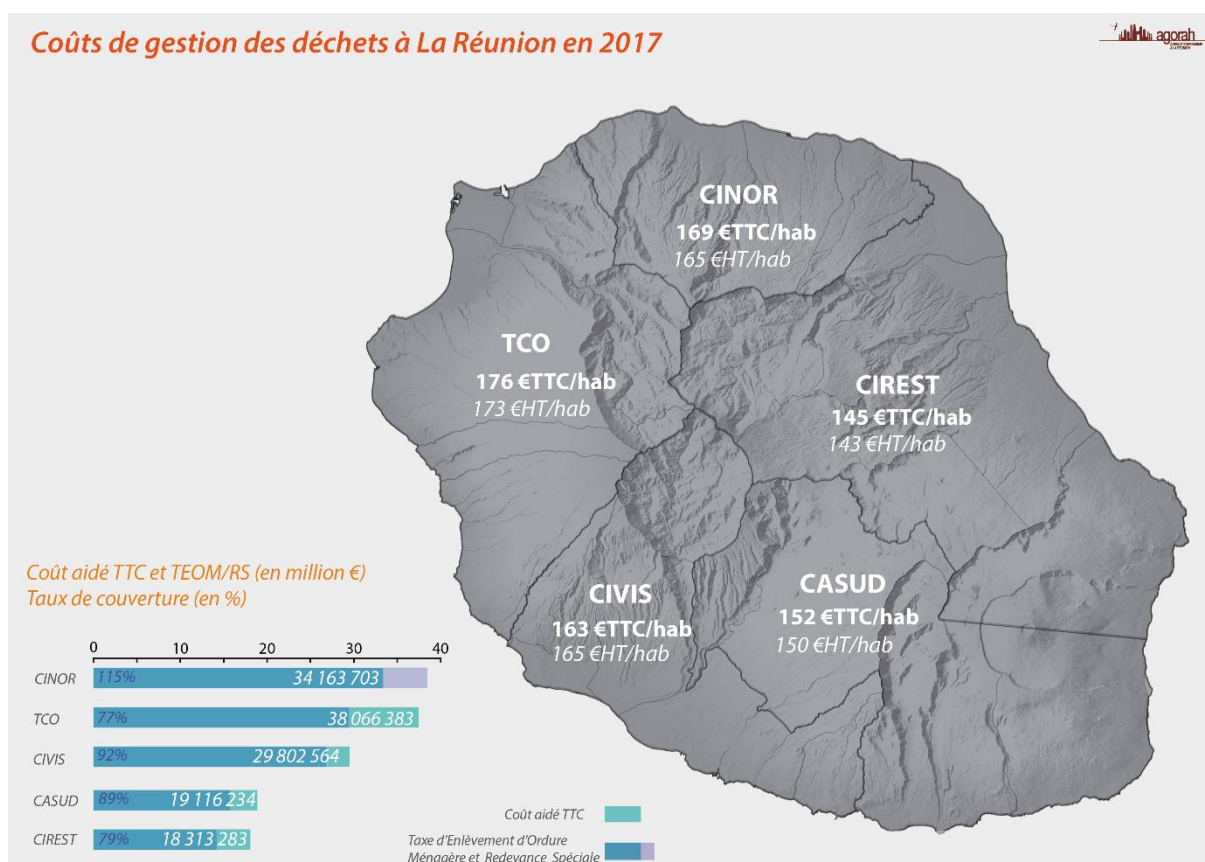 Coûts de gestion des déchets à La Réunion en 2017
agorah
CINOR
169 €TTC/hab
165 €HT/hab
TCO
176 €TTC/hab
173 €HT/hab
CIREST
145 €TTC/hab
143 €HT/hab
CIVIS
163 €TTC/hab
165 €HT/hab
CASUD
152 €TTC/hab
150 €HT/hab
Coût aidé TTC et TEOM/RS (en million €)
Taux de couverture (en %)
0 10 20 30 40
CINOR 115% 34 163 703
TCO 77% 38 066 383
CIVIS 92% 29 802 564
CASUD 89% 19 116 234
CIREST 79% 18 313 283
Coût aidé TTC
Taxe d'Enlèvement d'Ordure
Ménagère et Redevance Spéciale